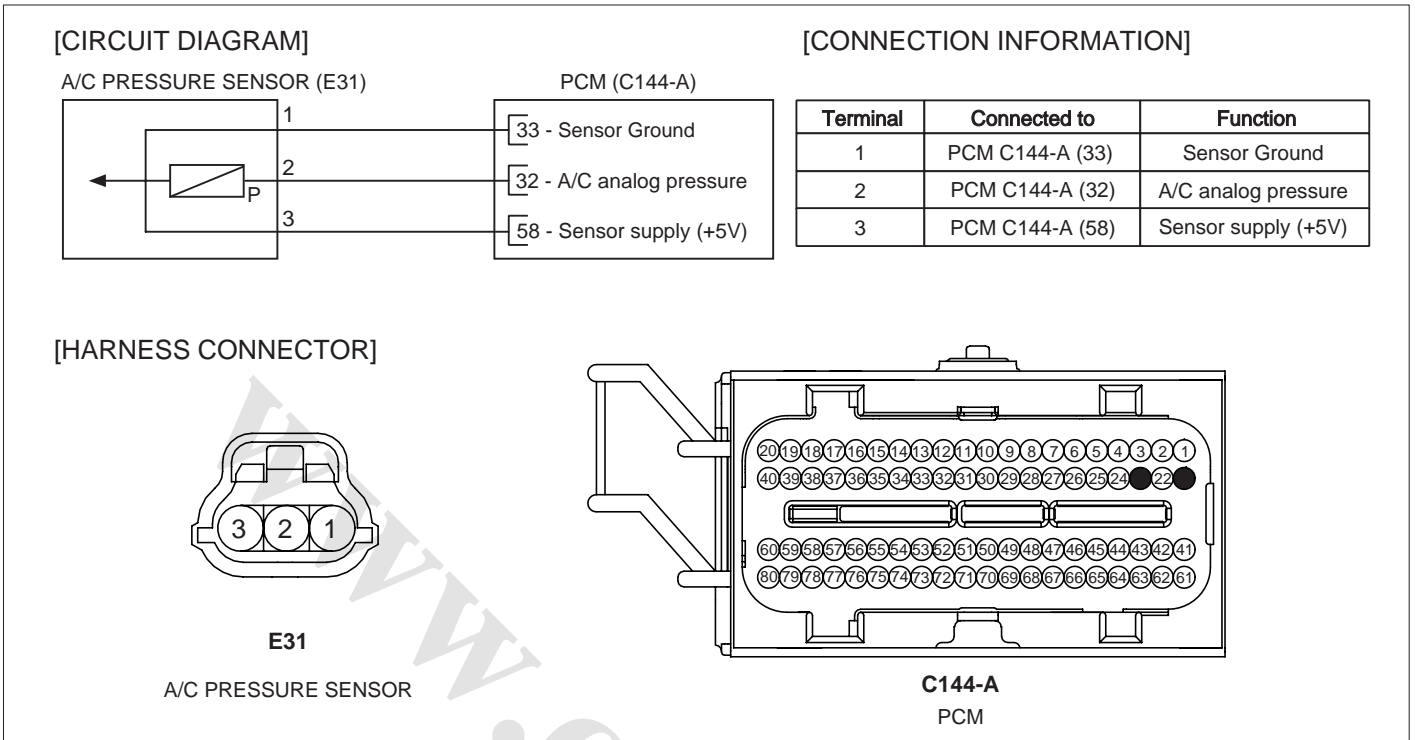 [CIRCUIT DIAGRAM]
A/C PRESSURE SENSOR (E31)
PCM (C144-A)
1
33 - Sensor Ground
2
32 - A/C analog pressure
P
3
58 - Sensor supply (+5V)
[CONNECTION INFORMATION]
Terminal Connected to Function
1 PCM C144-A (33) Sensor Ground
2 PCM C144-A (32) A/C analog pressure
3 PCM C144-A (58) Sensor supply (+5V)
[HARNESS CONNECTOR]
3 2 1
E31
A/C PRESSURE SENSOR
20 19 18 17 16 15 14 13 12 11 10 9 8 7 6 5 4 3 2 1
40 39 38 37 36 35 34 33 32 31 30 29 28 27 26 25 24 22
60 59 58 57 56 55 54 53 52 51 50 49 48 47 46 45 44 43 42 41
80 79 78 77 76 75 74 73 72 71 70 69 68 67 66 65 64 63 62 61
C144-A
PCM
www.